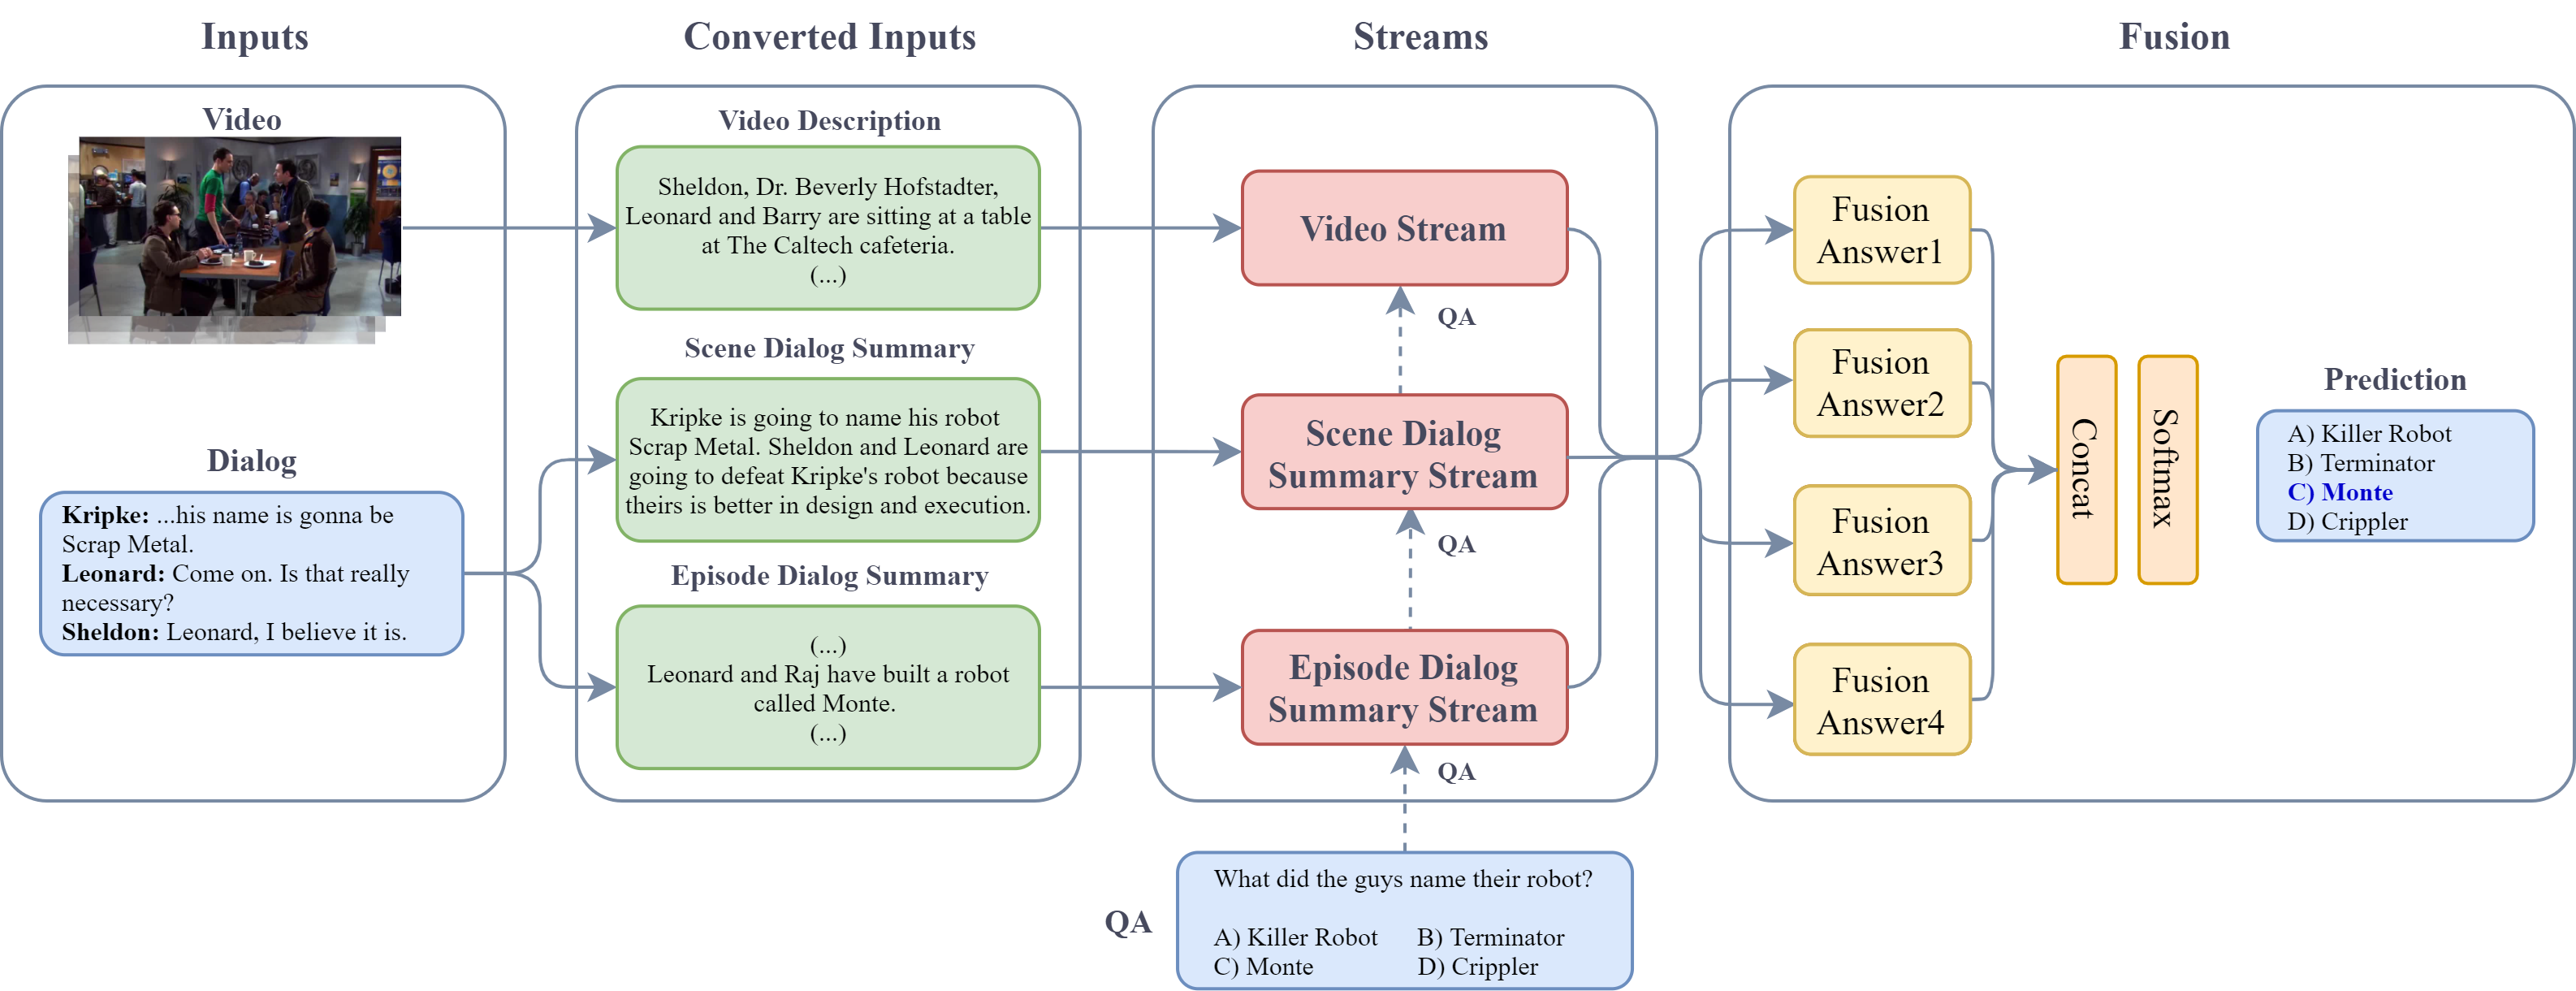 Inputs
Converted Inputs
Streams
Fusion
Video
Dialog
Kripke: ...his name is gonna be
Scrap Metal.
Leonard: Come on. Is that really
necessary?
Sheldon: Leonard, I believe it is.
Video Description
Sheldon, Dr. Beverly Hofstadter,
Leonard and Barry are sitting at a table
at The Caltech cafeteria.
(...)
Scene Dialog Summary
Kripke is going to name his robot
Scrap Metal. Sheldon and Leonard are
going to defeat Kripke's robot because
theirs is better in design and execution.
Episode Dialog Summary
(...)
Leonard and Raj have built a robot
called Monte.
(...)
Video Stream
QA
Scene Dialog
Summary Stream
QA
Episode Dialog
Summary Stream
QA
QA
What did the guys name their robot?
A) Killer Robot B) Terminator
C) Monte D) Crippler
Fusion
Answer1
Fusion
Answer2
Fusion
Answer3
Fusion
Answer4
Concat
Softmax
Prediction
A) Killer Robot
B) Terminator
C) Monte
D) Crippler